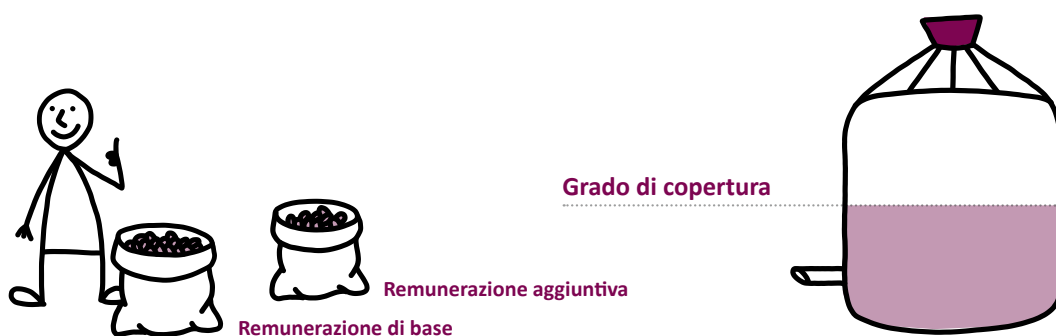 Grado di copertura
Remunerazione aggiuntiva
Remunerazione di base